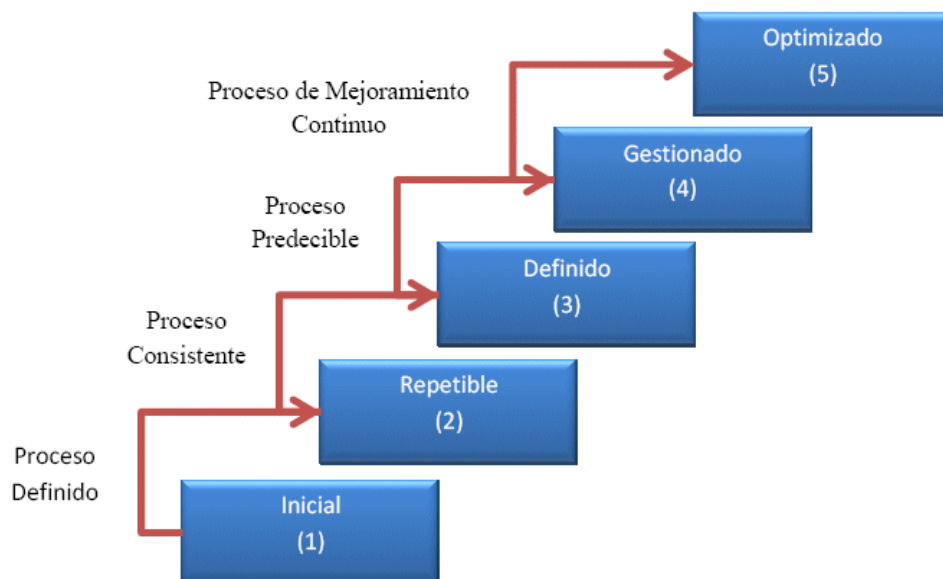 Optimizado
(5)
Proceso de Mejoramiento
Continuo
Gestionado
(4)
Proceso
Predecible
Definido
(3)
Proceso
Consistente
Repetible
(2)
Proceso
Definido
Inicial
(1)